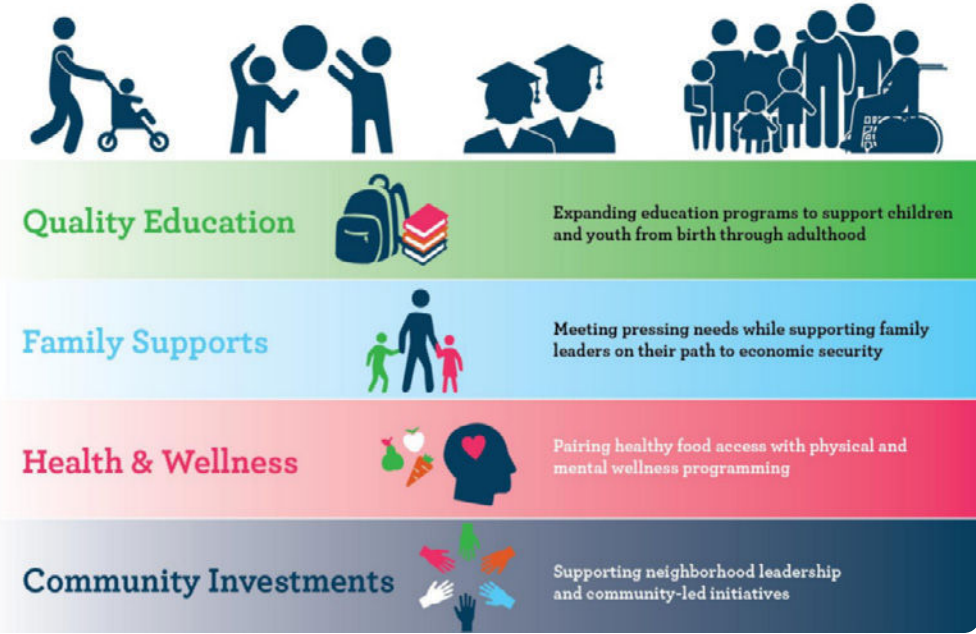 Quality Education
Expanding education programs to support children
and youth from birth through adulthood
Family Supports
Meeting pressing needs while supporting family
leaders on their path to economic security
Health & Wellness
Pairing healthy food access with physical and
mental wellness programming
Community Investments
Supporting neighborhood leadership
and community-led initiatives